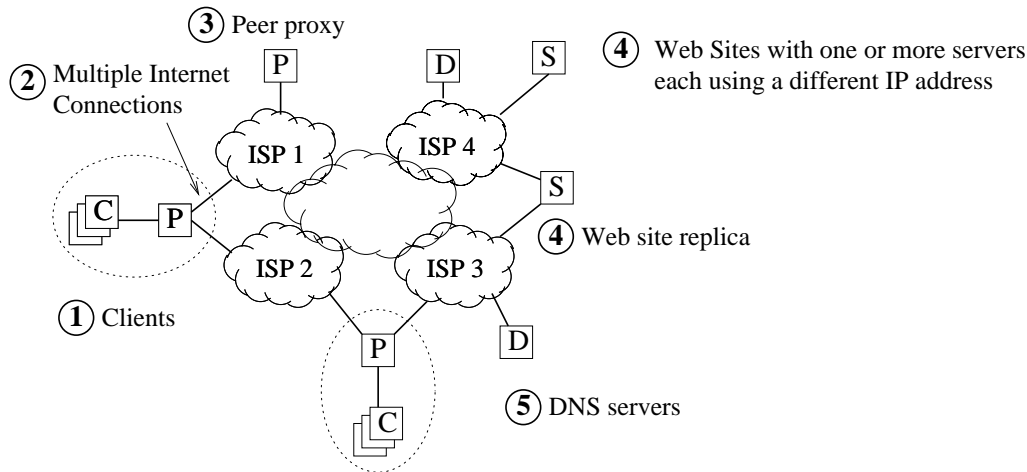 3 Peer proxy
P
D
S
4 Web Sites with one or more servers
each using a different IP address
2 Multiple Internet
Connections
ISP 1
ISP 4
C
P
S
4 Web site replica
ISP 2
ISP 3
1 Clients
P
D
C
5 DNS servers